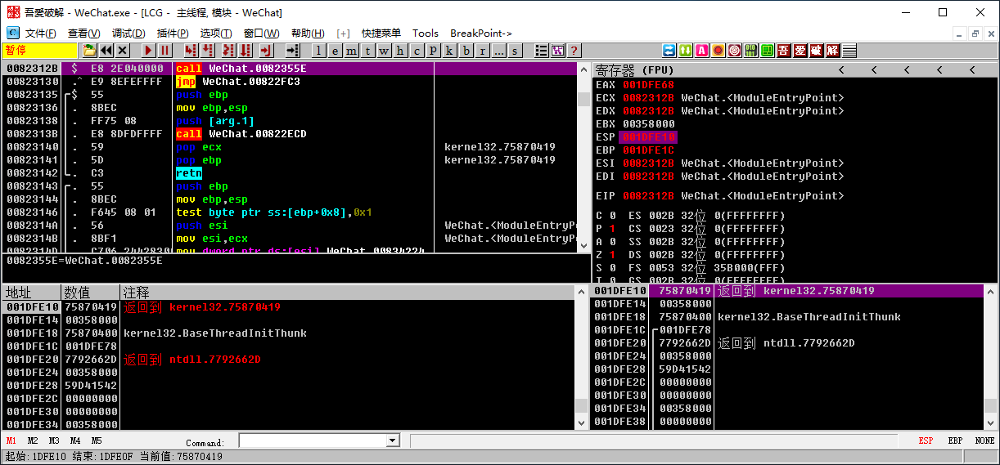 吾愛破解 - WeChat.exe - [LCG - 主线程, 模块 - WeChat]
文件(F) 查看(V) 调试(D) 插件(P) 选项(T) 窗口(W) 帮助(H) [+] 快捷菜单 Tools BreakPoint->
暂停 l e m t w h c p k b r ... s ? 吾 爱 破 解
0082312B $ E8 2E040000 call WeChat.0082355E
00823130 .^ E9 8EFEFFFF jmp WeChat.00822FC3
00823135 $ 55 push ebp
00823136 . 8BEC mov ebp,esp
00823138 . FF75 08 push [arg.1]
0082313B . E8 8DFDFFFF call WeChat.00822ECD
00823140 . 59 pop ecx kernel32.75870419
00823141 . 5D pop ebp kernel32.75870419
00823142 . C3 retn
00823143 . 55 push ebp
00823144 . 8BEC mov ebp,esp
00823146 . F645 08 01 test byte ptr ss:[ebp+0x8],0x1
0082314A . 56 push esi WeChat.<ModuleEntryPo
0082314B . 8BF1 mov esi,ecx WeChat.<ModuleEntryPo
0082314D . C706 24428300 mov dword ptr ds:[esi],WeChat.00834224
0082355E=WeChat.0082355E
寄存器 (FPU) < < < < <
EAX 001DFE68
ECX 0082312B WeChat.<ModuleEntryPoint>
EDX 0082312B WeChat.<ModuleEntryPoint>
EBX 00358000
ESP 001DFE10
EBP 001DFE1C
ESI 0082312B WeChat.<ModuleEntryPoint>
EDI 0082312B WeChat.<ModuleEntryPoint>
EIP 0082312B WeChat.<ModuleEntryPoint>
C 0 ES 002B 32位 0(FFFFFFFF)
P 1 CS 0023 32位 0(FFFFFFFF)
A 0 SS 002B 32位 0(FFFFFFFF)
Z 1 DS 002B 32位 0(FFFFFFFF)
S 0 FS 0053 32位 35B000(FFF)
T 0 GS 002B 32位 0(FFFFFFFF)
地址 数值 注释
001DFE10 75870419 返回到 kernel32.75870419
001DFE14 00358000
001DFE18 75870400 kernel32.BaseThreadInitThunk
001DFE1C 001DFE78
001DFE20 7792662D 返回到 ntdll.7792662D
001DFE24 00358000
001DFE28 59D41542
001DFE2C 00000000
001DFE30 00000000
001DFE34 00358000
001DFE10 75870419 返回到 kernel32.75870419
001DFE14 00358000
001DFE18 75870400 kernel32.BaseThreadInitThunk
001DFE1C 001DFE78
001DFE20 7792662D 返回到 ntdll.7792662D
001DFE24 00358000
001DFE28 59D41542
001DFE2C 00000000
001DFE30 00000000
001DFE34 00358000
001DFE38 00000000
M1 M2 M3 M4 M5 Command: ESP EBP NONE
起始:1DFE10 结束:1DFE0F 当前值:75870419